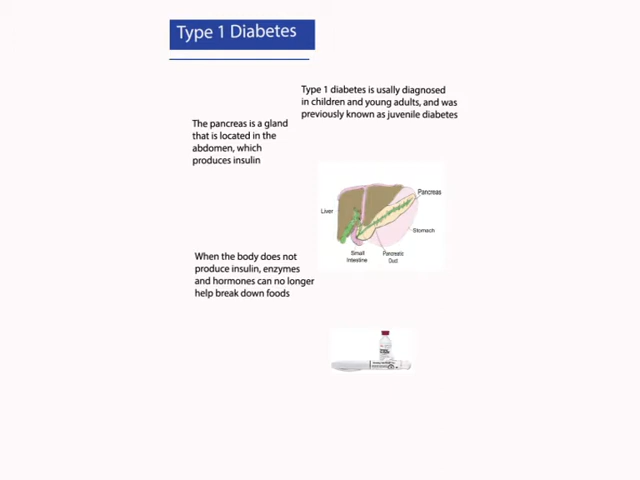 Type 1 Diabetes
Type 1 diabetes is usally diagnosed
in children and young adults, and was
previously known as juvenile diabetes
The pancreas is a gland
that is located in the
abdomen, which
produces insulin
Pancreas
Liver
Stomach
Small
Intestine
Pancreatic
Duct
When the body does not
produce insulin, enzymes
and hormones can no longer
help break down foods